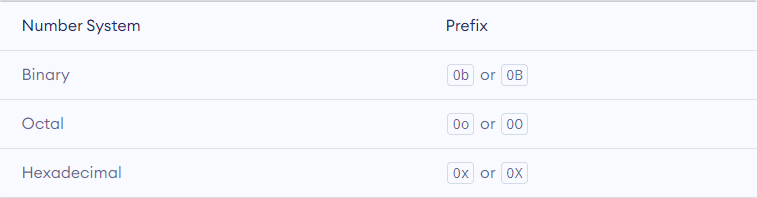 Number System Prefix
Binary 0b or 0B
Octal 0o or 0O
Hexadecimal 0x or 0X